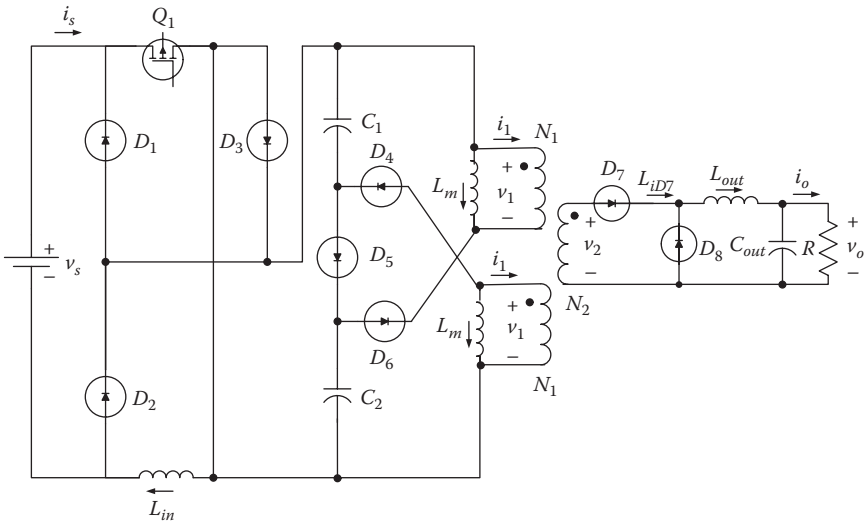 i_s
Q_1
D_1
D_3
C_1
D_4
D_5
D_6
C_2
D_2
L_in
+
v_s
−
i_1
N_1
L_m
+
v_1
−
i_1
L_m
+
v_1
−
N_1
N_2
+
v_2
−
D_7
L_iD7
L_out
i_o
D_8
C_out
R
+
v_o
−